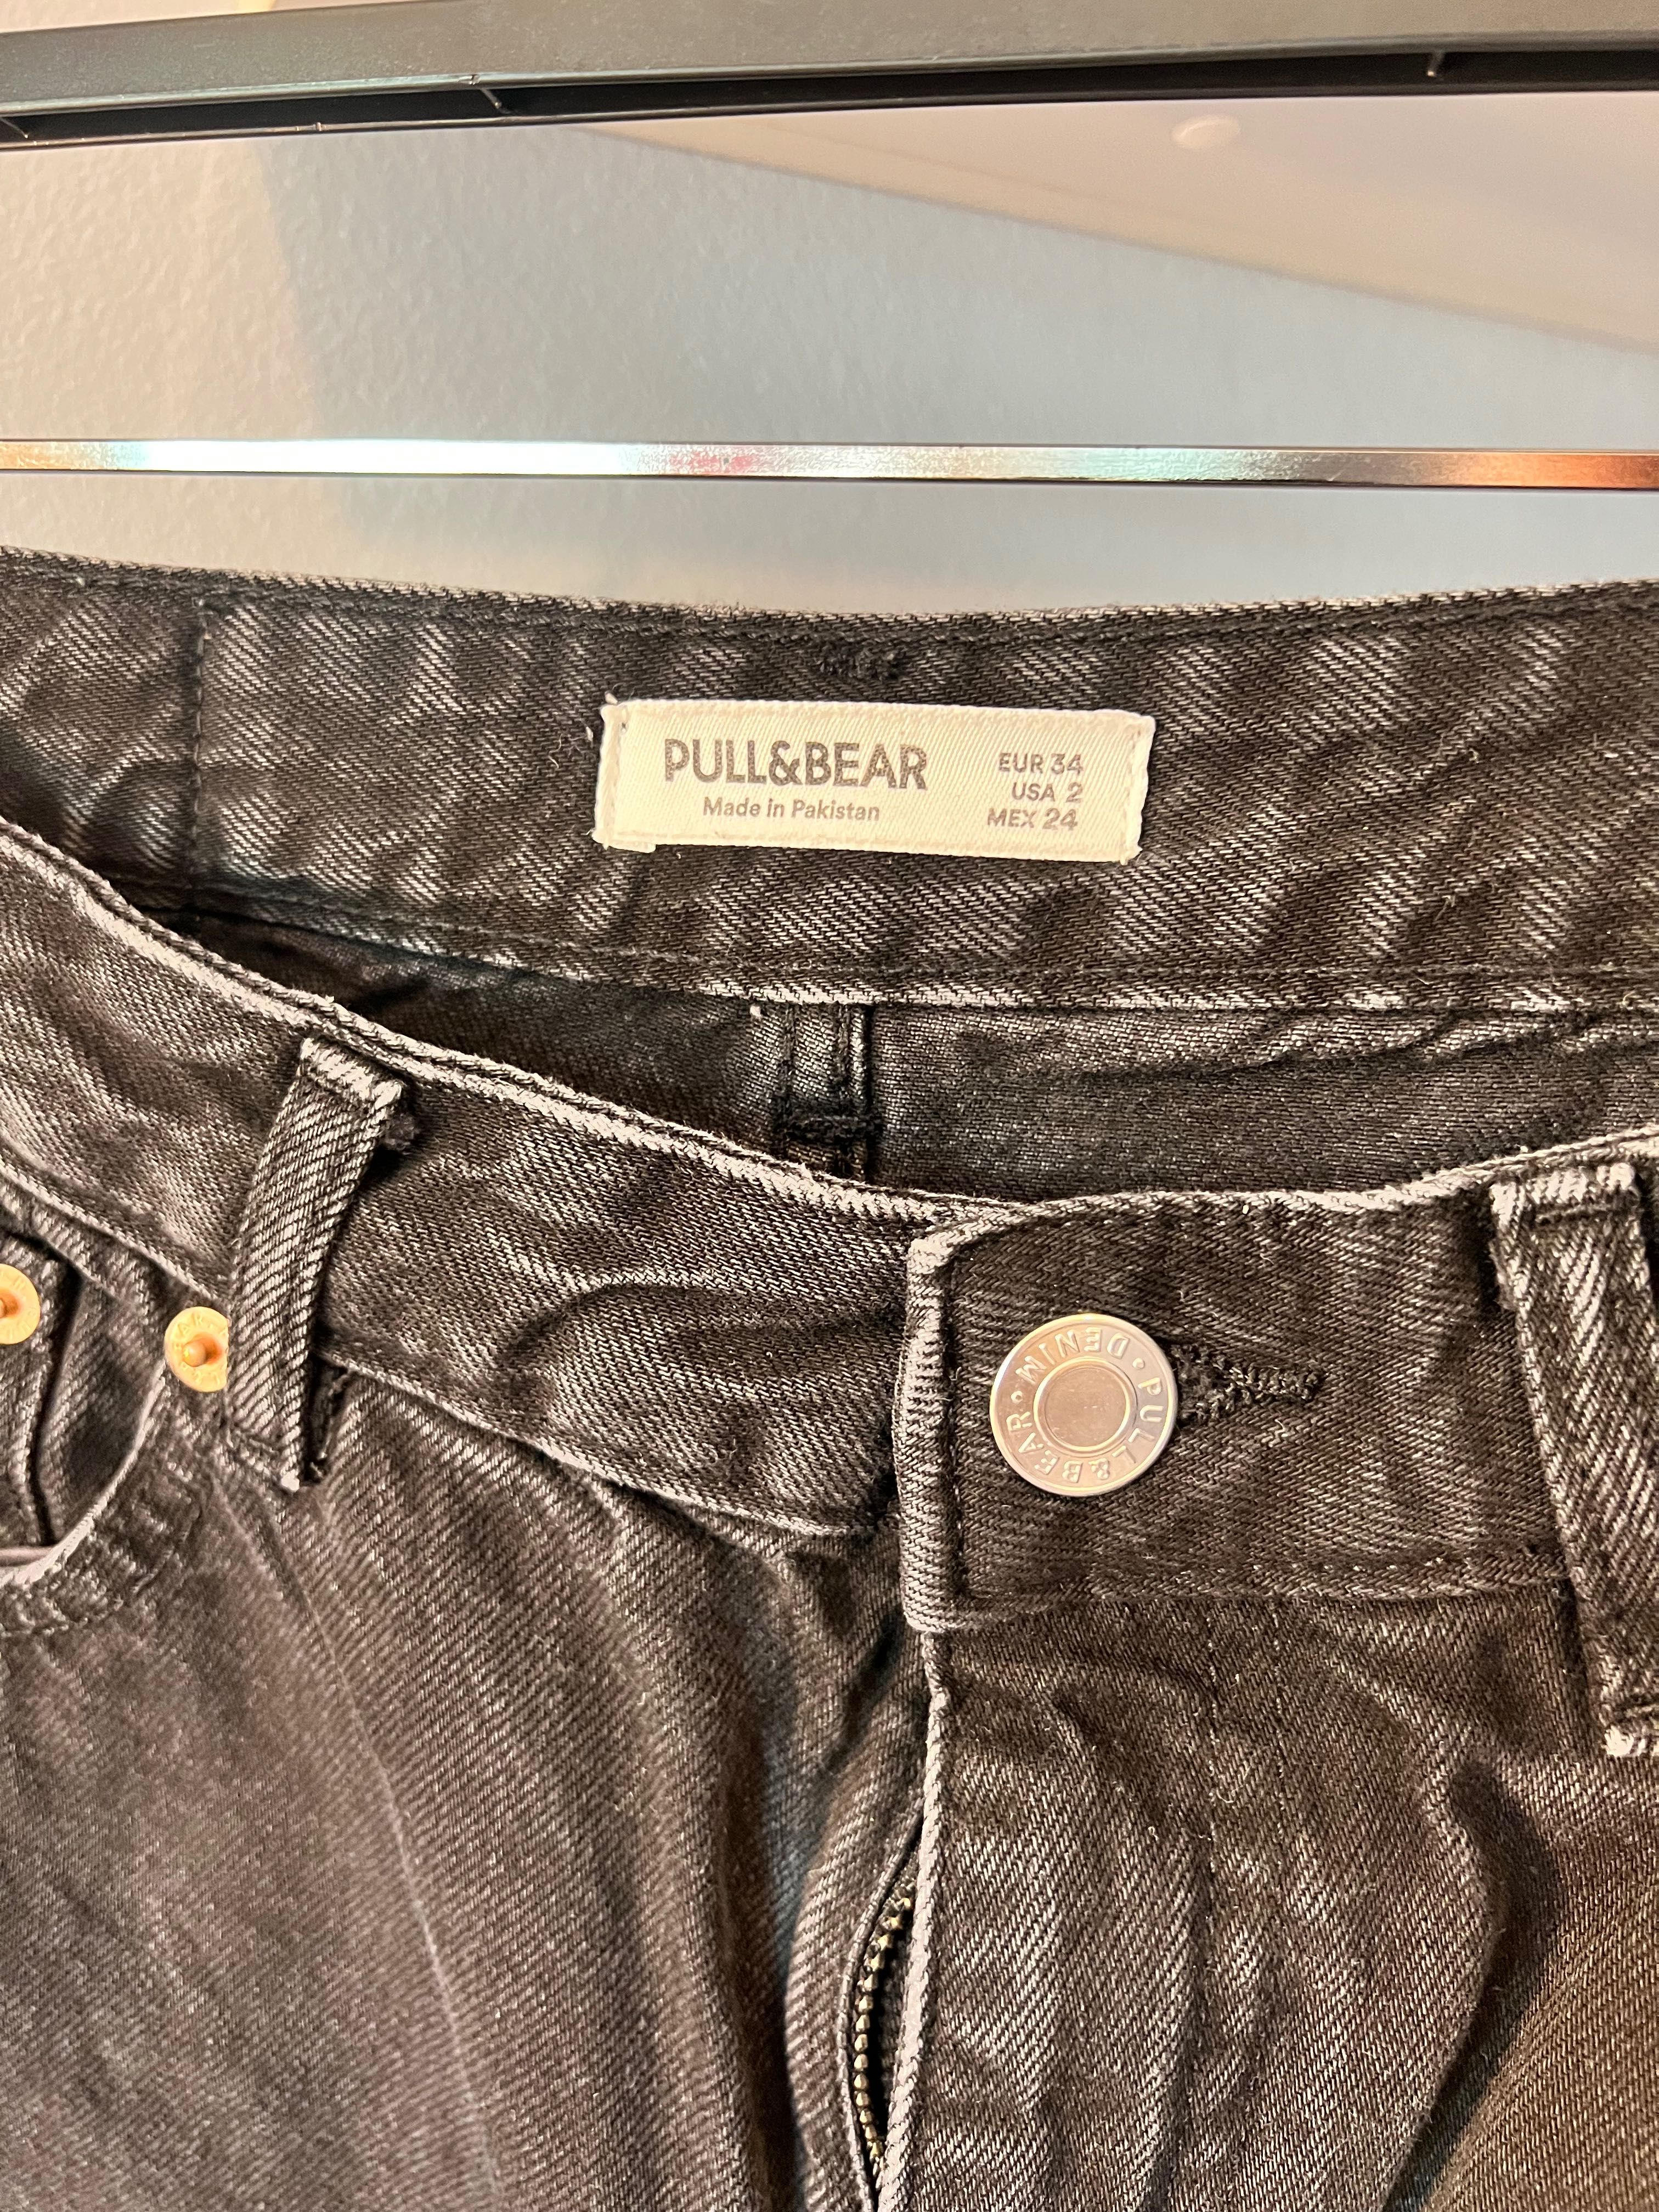 PULL&BEAR
Made in Pakistan
EUR 34
USA 2
MEX 24
PULL&BEAR • DENIM •